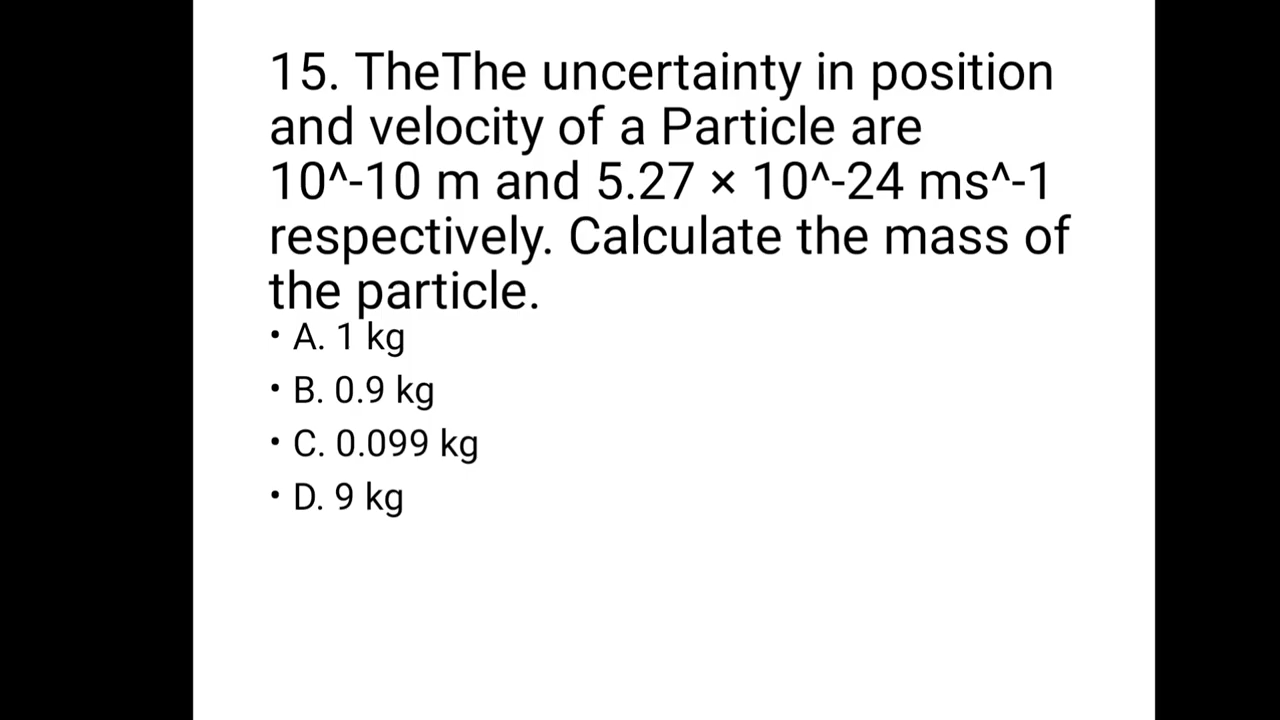 15. TheThe uncertainty in position
and velocity of a Particle are
10^-10 m and 5.27 × 10^-24 ms^-1
respectively. Calculate the mass of
the particle.
• A. 1 kg
• B. 0.9 kg
• C. 0.099 kg
• D. 9 kg